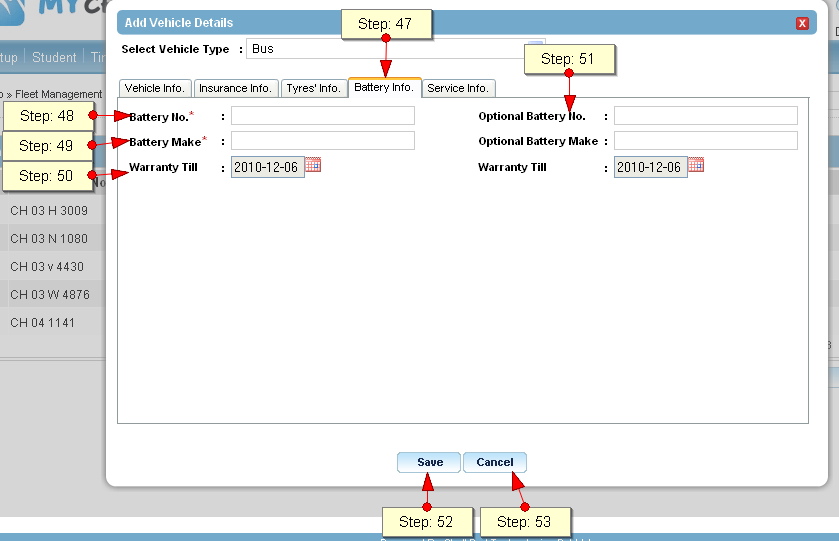 MYC
Add Vehicle Details
Step: 47
Select Vehicle Type : Bus
Step: 51
tup Student Tir
Vehicle Info. Insurance Info. Tyres' Info. Battery Info. Service Info.
» Fleet Management
Step: 48
Battery No.* :
Optional Battery No. :
Step: 49
Battery Make* :
Optional Battery Make :
Step: 50
Warranty Till : 2010-12-06
Warranty Till : 2010-12-06
No
CH 03 H 3009
CH 03 N 1080
CH 03 v 4430
CH 03 W 4876
CH 04 1141
Save Cancel
Step: 52 Step: 53